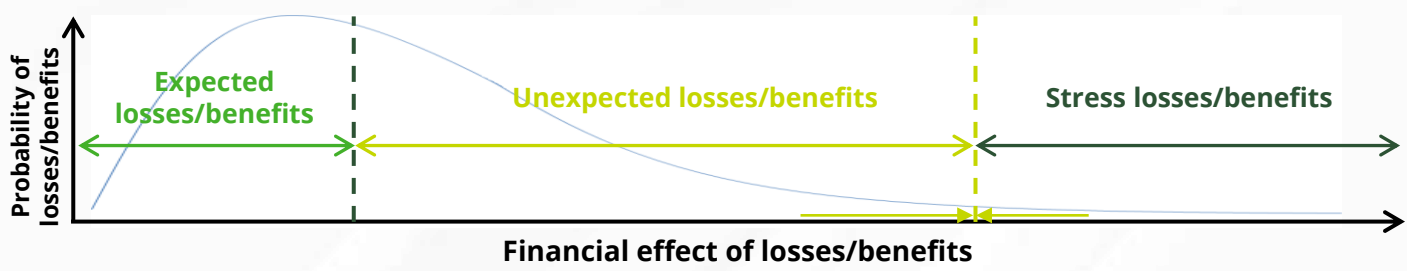 Probability of
losses/benefits
Expected
losses/benefits
Unexpected losses/benefits
Stress losses/benefits
Financial effect of losses/benefits